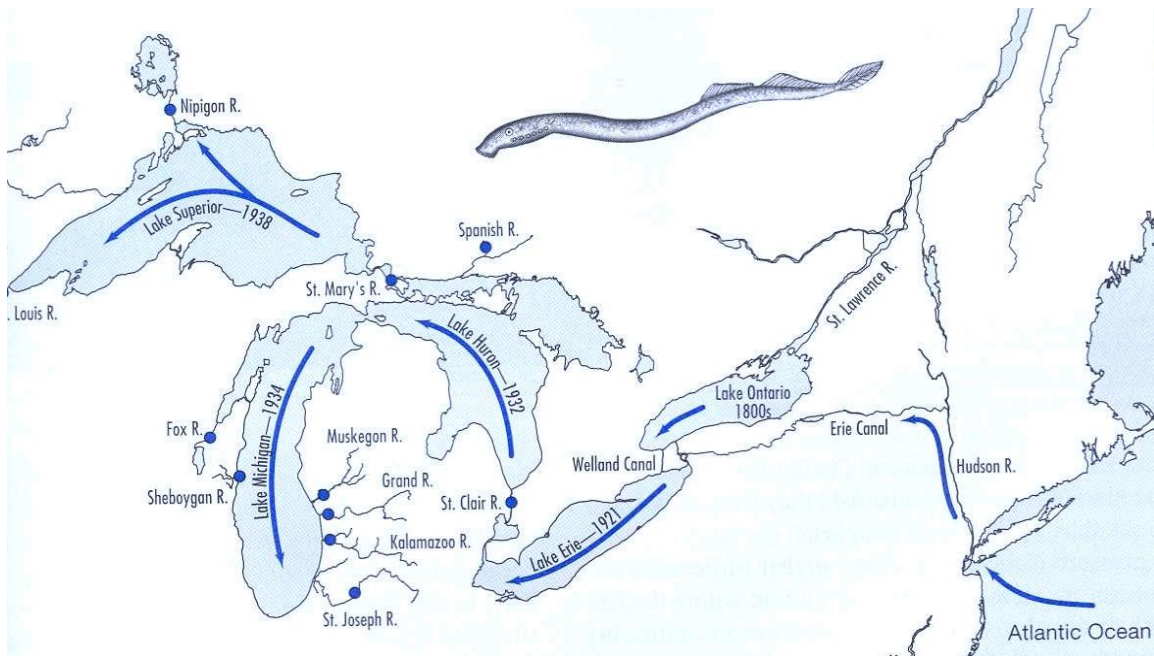 Nipigon R.
Lake Superior—1938
Spanish R.
St. Mary's R.
. Louis R.
St. Lawrence R.
Lake Huron—1932
Lake Michigan—1934
Lake Ontario
1800s
Fox R.
Muskegon R.
Erie Canal
Welland Canal
Hudson R.
Sheboygan R.
Grand R.
St. Clair R.
Lake Erie—1921
Kalamazoo R.
St. Joseph R.
Atlantic Ocean